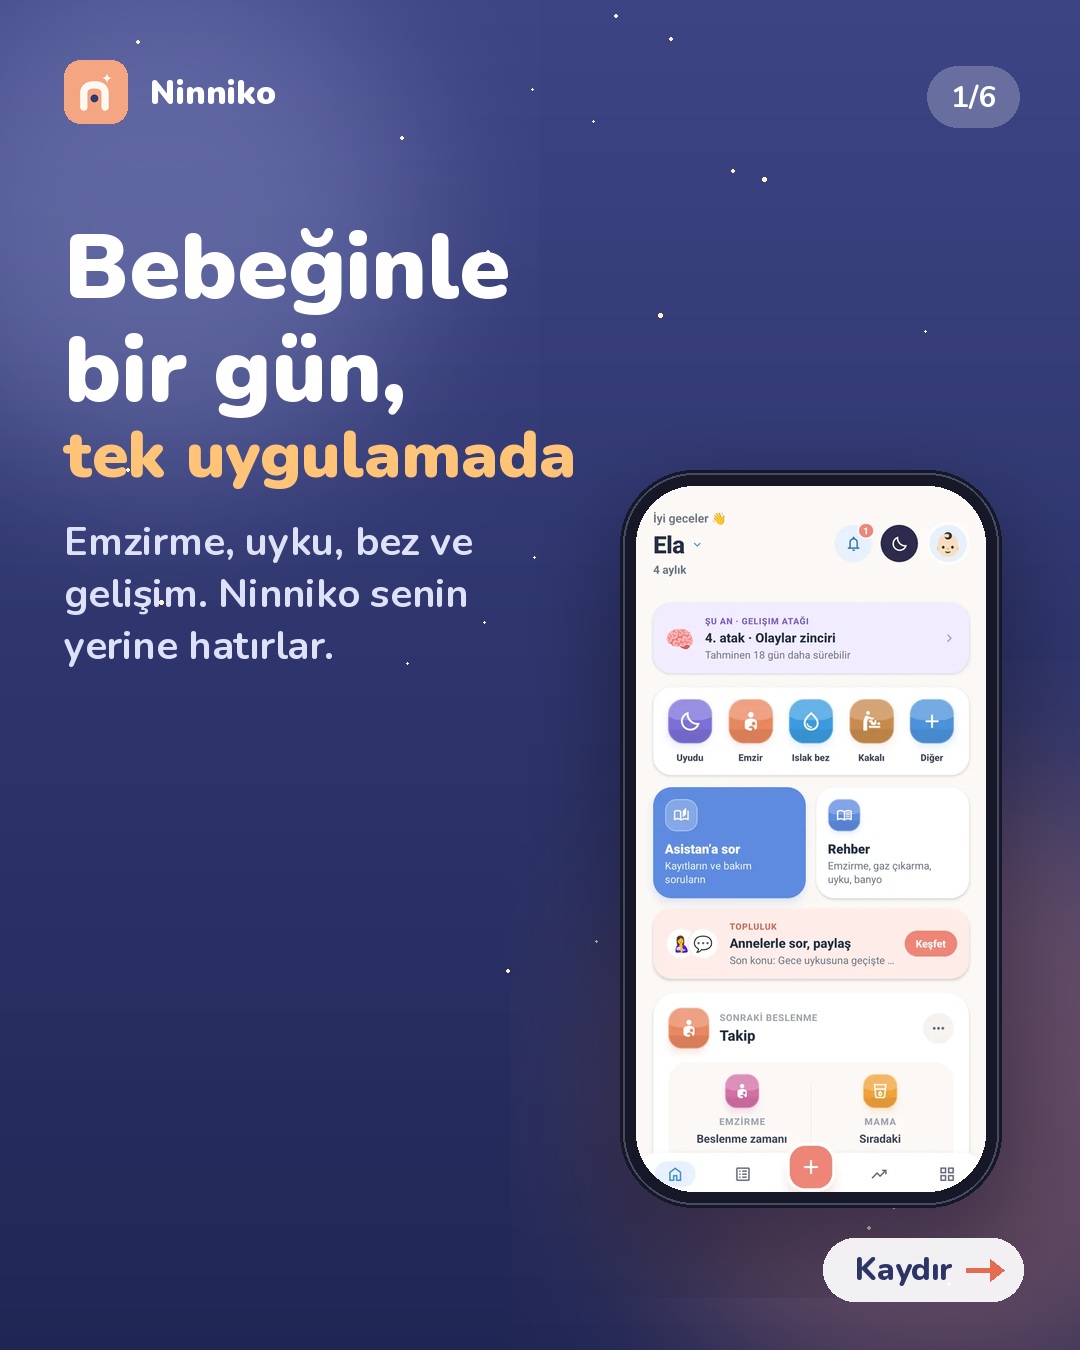 Ninniko
1/6
Bebeğinle
bir gün,
tek uygulamada
Emzirme, uyku, bez ve
gelişim. Ninniko senin
yerine hatırlar.
İyi geceler 👋
Ela
4 aylık
1
ŞU AN · GELIŞIM ATAĞI
4. atak · Olaylar zinciri
Tahminen 18 gün daha sürebilir
Uyudu
Emzir
Islak bez
Kakalı
Diğer
Asistan'a sor
Kayıtların ve bakım
soruların
Rehber
Emzirme, gaz çıkarma,
uyku, banyo
TOPLULUK
Annelerle sor, paylaş
Son konu: Gece uykusuna geçişte ...
Keşfet
SONRAKİ BESLENME
Takip
EMZİRME
Beslenme zamanı
MAMA
Sıradaki
Kaydır